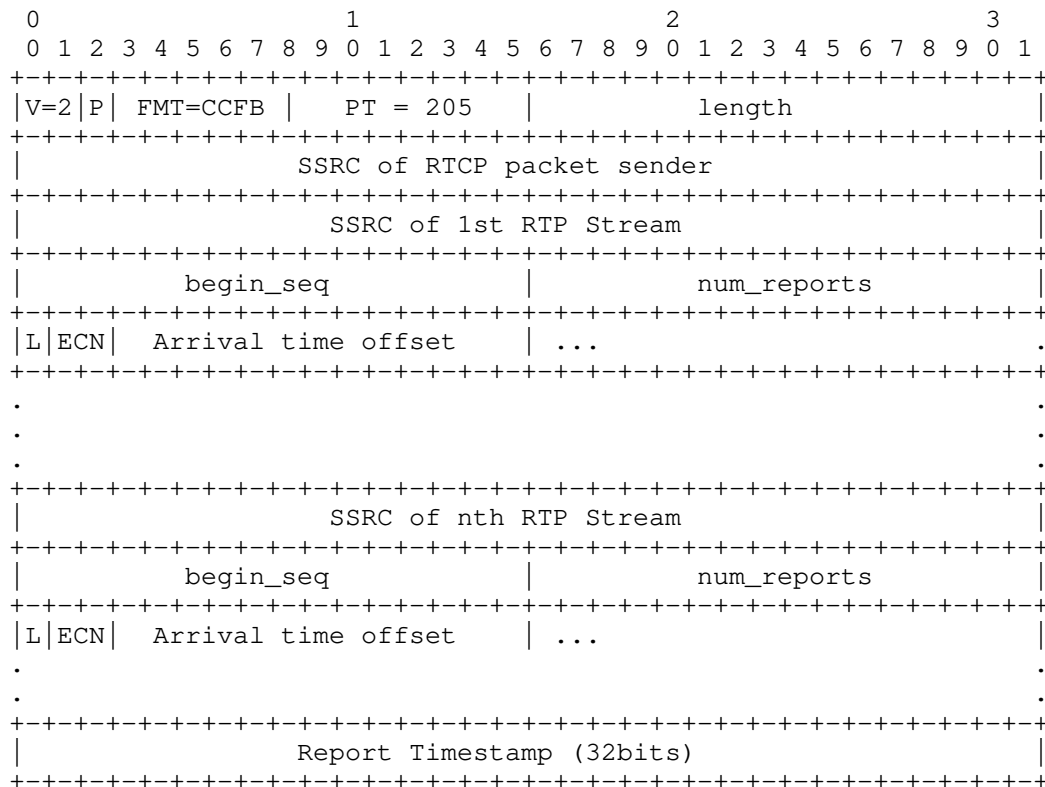 0                   1                   2                   3
 0 1 2 3 4 5 6 7 8 9 0 1 2 3 4 5 6 7 8 9 0 1 2 3 4 5 6 7 8 9 0 1
+-+-+-+-+-+-+-+-+-+-+-+-+-+-+-+-+-+-+-+-+-+-+-+-+-+-+-+-+-+-+-+-+
|V=2|P| FMT=CCFB |   PT = 205   |          length               |
+-+-+-+-+-+-+-+-+-+-+-+-+-+-+-+-+-+-+-+-+-+-+-+-+-+-+-+-+-+-+-+-+
|                 SSRC of RTCP packet sender                    |
+-+-+-+-+-+-+-+-+-+-+-+-+-+-+-+-+-+-+-+-+-+-+-+-+-+-+-+-+-+-+-+-+
|                   SSRC of 1st RTP Stream                      |
+-+-+-+-+-+-+-+-+-+-+-+-+-+-+-+-+-+-+-+-+-+-+-+-+-+-+-+-+-+-+-+-+
|          begin_seq            |          num_reports          |
+-+-+-+-+-+-+-+-+-+-+-+-+-+-+-+-+-+-+-+-+-+-+-+-+-+-+-+-+-+-+-+-+
|L|ECN|  Arrival time offset    | ...                           .
+-+-+-+-+-+-+-+-+-+-+-+-+-+-+-+-+-+-+-+-+-+-+-+-+-+-+-+-+-+-+-+-+
.                                                               .
.                                                               .
.                                                               .
+-+-+-+-+-+-+-+-+-+-+-+-+-+-+-+-+-+-+-+-+-+-+-+-+-+-+-+-+-+-+-+-+
|                   SSRC of nth RTP Stream                      |
+-+-+-+-+-+-+-+-+-+-+-+-+-+-+-+-+-+-+-+-+-+-+-+-+-+-+-+-+-+-+-+-+
|          begin_seq            |          num_reports          |
+-+-+-+-+-+-+-+-+-+-+-+-+-+-+-+-+-+-+-+-+-+-+-+-+-+-+-+-+-+-+-+-+
|L|ECN|  Arrival time offset    | ...                           |
.                                                               .
.                                                               .
+-+-+-+-+-+-+-+-+-+-+-+-+-+-+-+-+-+-+-+-+-+-+-+-+-+-+-+-+-+-+-+-+
|                 Report Timestamp (32bits)                     |
+-+-+-+-+-+-+-+-+-+-+-+-+-+-+-+-+-+-+-+-+-+-+-+-+-+-+-+-+-+-+-+-+